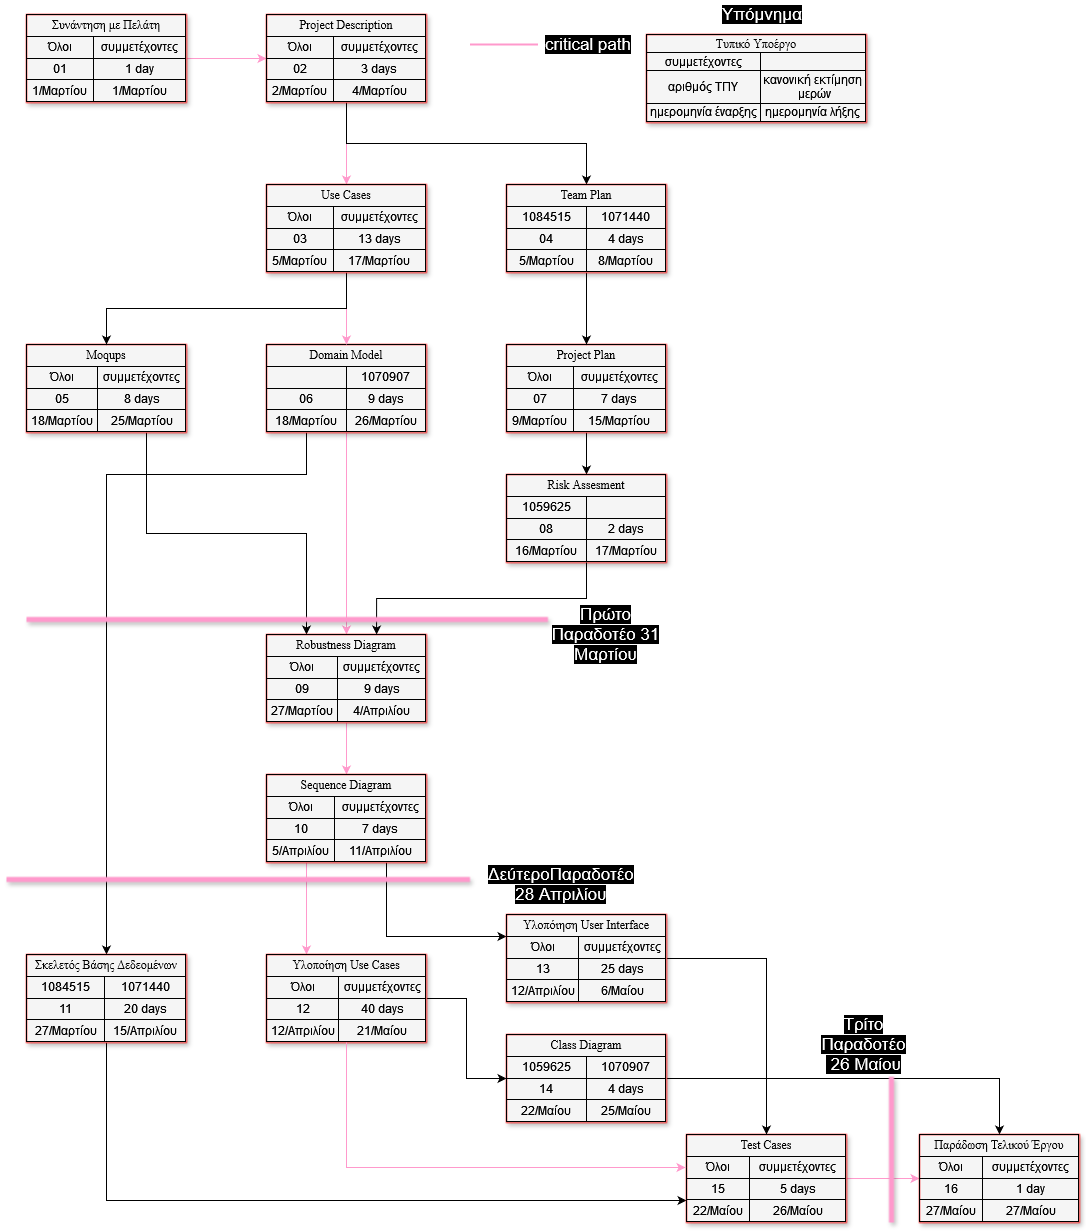 Συνάντηση με Πελάτη
Όλοι συμμετέχοντες
01 1 day
1/Μαρτίου 1/Μαρτίου
Project Description
Όλοι συμμετέχοντες
02 3 days
2/Μαρτίου 4/Μαρτίου
critical path
Υπόμνημα
Τυπικό Υποέργο
συμμετέχοντες
αριθμός ΤΠΥ κανονική εκτίμηση
μερών
ημερομηνία έναρξης ημερομηνία λήξης
Use Cases
Όλοι συμμετέχοντες
03 13 days
5/Μαρτίου 17/Μαρτίου
Team Plan
1084515 1071440
04 4 days
5/Μαρτίου 8/Μαρτίου
Moqups
Όλοι συμμετέχοντες
05 8 days
18/Μαρτίου 25/Μαρτίου
Domain Model
1070907
06 9 days
18/Μαρτίου 26/Μαρτίου
Project Plan
Όλοι συμμετέχοντες
07 7 days
9/Μαρτίου 15/Μαρτίου
Risk Assesment
1059625
08 2 days
16/Μαρτίου 17/Μαρτίου
Πρώτο
Παραδοτέο 31
Μαρτίου
Robustness Diagram
Όλοι συμμετέχοντες
09 9 days
27/Μαρτίου 4/Απριλίου
Sequence Diagram
Όλοι συμμετέχοντες
10 7 days
5/Απριλίου 11/Απριλίου
ΔεύτεροΠαραδοτέο
28 Απριλίου
Υλοπόιηση User Interface
Όλοι συμμετέχοντες
13 25 days
12/Απριλίου 6/Μαίου
Σκελετός Βάσης Δεδεομένων
1084515 1071440
11 20 days
27/Μαρτίου 15/Απριλίου
Υλοποίηση Use Cases
Όλοι συμμετέχοντες
12 40 days
12/Απριλίου 21/Μαίου
Class Diagram
1059625 1070907
14 4 days
22/Μαίου 25/Μαίου
Τρίτο
Παραδοτέο
26 Μαίου
Test Cases
Όλοι συμμετέχοντες
15 5 days
22/Μαίου 26/Μαίου
Παράδωση Τελικού Έργου
Όλοι συμμετέχοντες
16 1 day
27/Μαίου 27/Μαίου